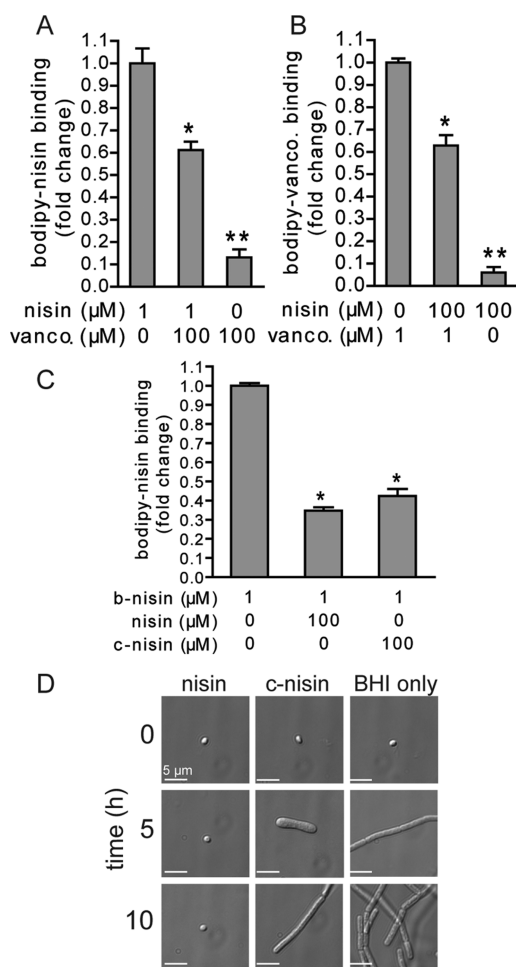 A
bodipy-nisin binding
(fold change)
1.1
1.0
0.9
0.8
0.7
0.6
0.5
0.4
0.3
0.2
0.1
0.0
*
**
nisin (µM) 1 1 0
vanco. (µM) 0 100 100
B
bodipy-vanco. binding
(fold change)
1.1
1.0
0.9
0.8
0.7
0.6
0.5
0.4
0.3
0.2
0.1
0.0
*
**
nisin (µM) 0 100 100
vanco. (µM) 1 1 0
C
bodipy-nisin binding
(fold change)
1.1
1.0
0.9
0.8
0.7
0.6
0.5
0.4
0.3
0.2
0.1
0.0
*
*
b-nisin (µM) 1 1 1
nisin (µM) 0 100 0
c-nisin (µM) 0 0 100
D
nisin c-nisin BHI only
time (h)
0
5 µm
5
10